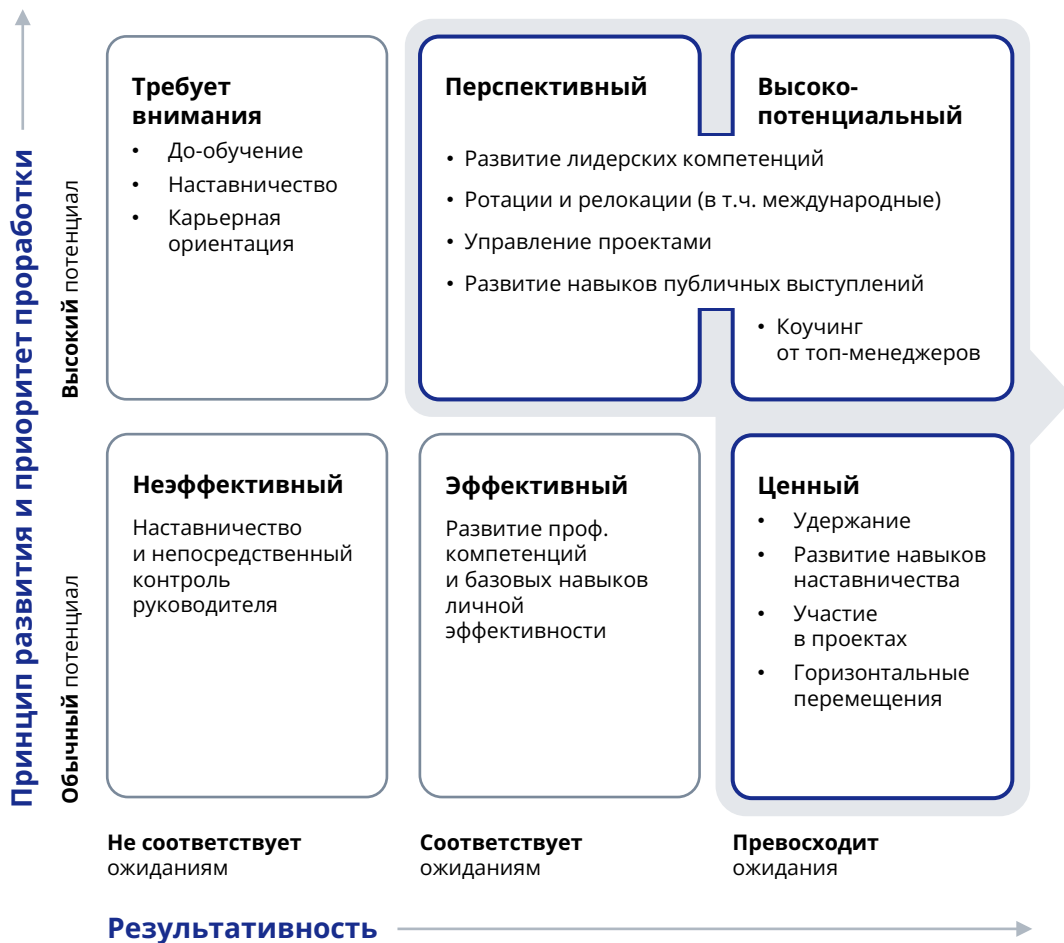 Принцип развития и приоритет проработки
Высокий потенциал
Требует
внимания
• До-обучение
• Наставничество
• Карьерная
ориентация
Перспективный
Высоко-
потенциальный
• Развитие лидерских компетенций
• Ротации и релокации (в т.ч. международные)
• Управление проектами
• Развитие навыков публичных выступлений
• Коучинг
от топ-менеджеров
Обычный потенциал
Неэффективный
Наставничество
и непосредственный
контроль
руководителя
Эффективный
Развитие проф.
компетенций
и базовых навыков
личной
эффективности
Ценный
• Удержание
• Развитие навыков
наставничества
• Участие
в проектах
• Горизонтальные
перемещения
Не соответствует
ожиданиям
Соответствует
ожиданиям
Превосходит
ожидания
Результативность